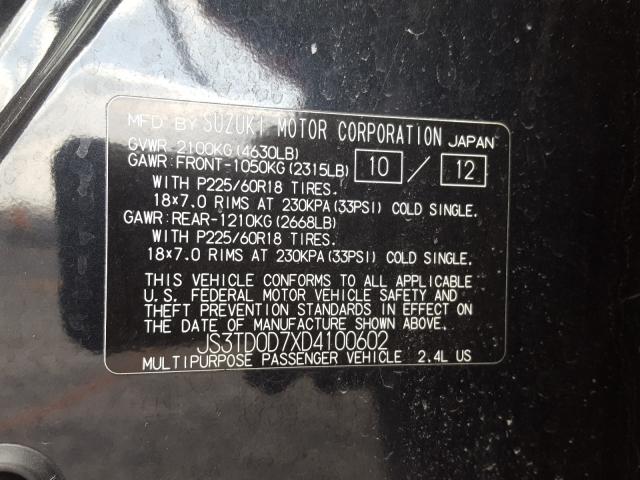 MFD BY SUZUKI MOTOR CORPORATION JAPAN
GVWR-2100KG(4630LB)
GAWR:FRONT-1050KG(2315LB) 10 / 12
WITH P225/60R18 TIRES.
18×7.0 RIMS AT 230KPA(33PSI) COLD SINGLE.
GAWR:REAR-1210KG(2668LB)
WITH P225/60R18 TIRES.
18×7.0 RIMS AT 230KPA(33PSI) COLD SINGLE.
THIS VEHICLE CONFORMS TO ALL APPLICABLE
U.S. FEDERAL MOTOR VEHICLE SAFETY AND
THEFT PREVENTION STANDARDS IN EFFECT ON
THE DATE OF MANUFACTURE SHOWN ABOVE.
JS3TD0D7XD4100602
MULTIPURPOSE PASSENGER VEHICLE 2.4L US